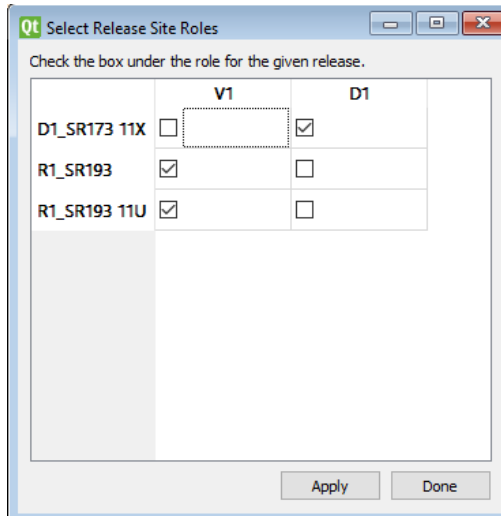 Qt Select Release Site Roles
Check the box under the role for the given release.
V1 D1
D1_SR173 11X
R1_SR193
R1_SR193 11U
Apply Done